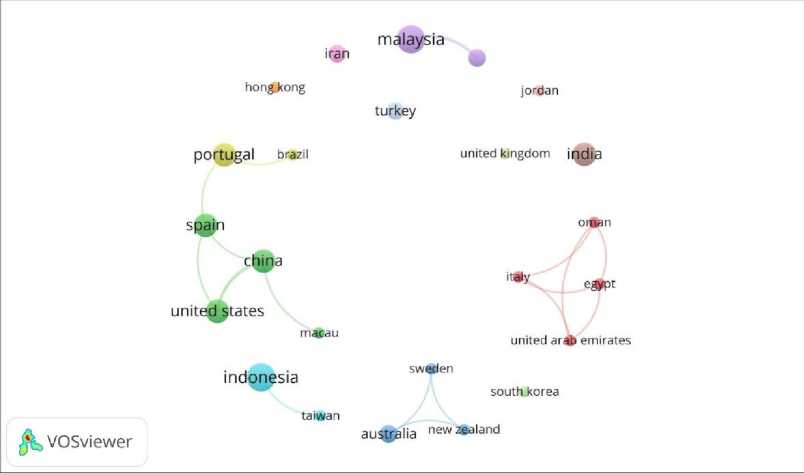 malaysia
iran
hong kong
jordan
turkey
portugal
brazil
united kingdom
india
spain
oman
china
italy
egypt
united states
macau
united arab emirates
sweden
indonesia
south korea
taiwan
new zealand
australia
VOSviewer